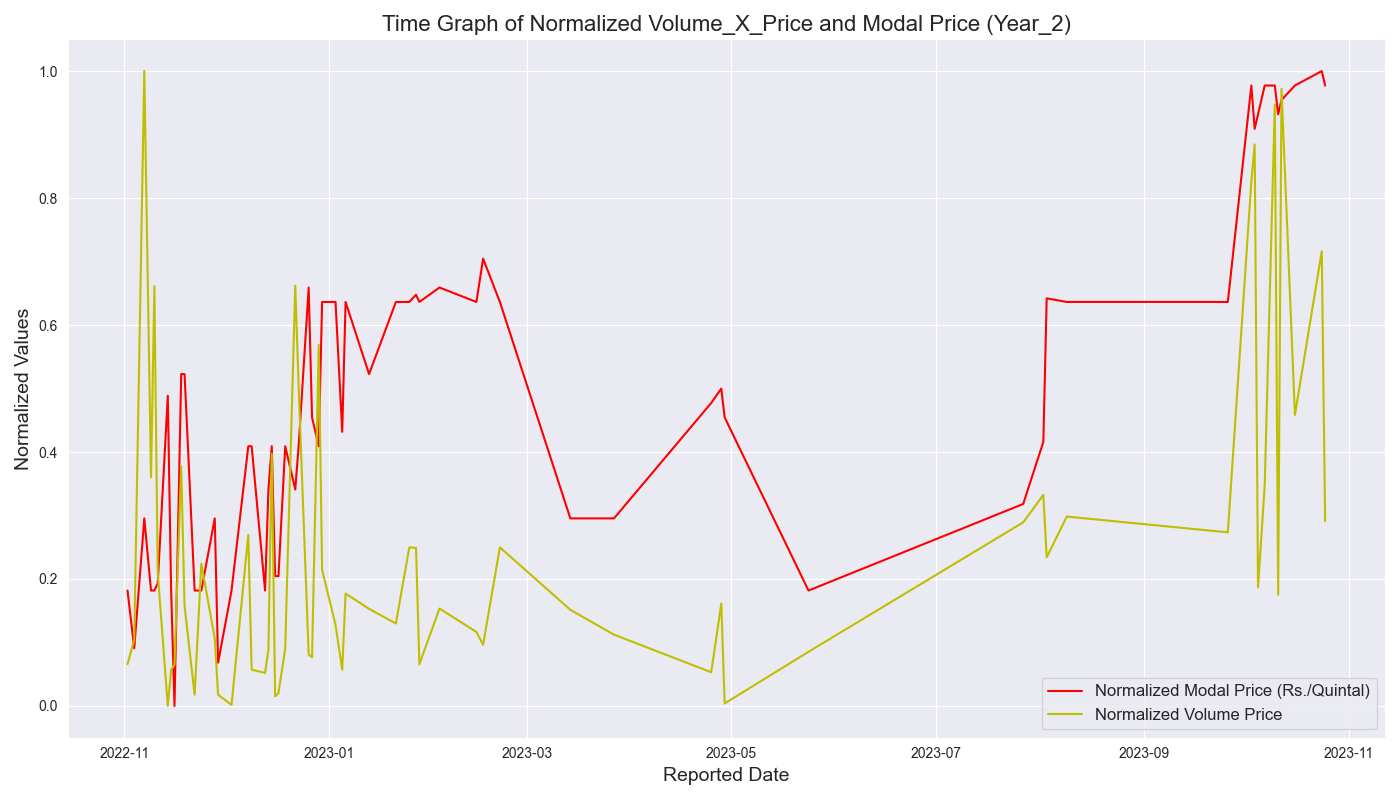 Time Graph of Normalized Volume_X_Price and Modal Price (Year_2)
Normalized Values
1.0
0.8
0.6
0.4
0.2
0.0
2022-11
2023-01
2023-03
2023-05
2023-07
2023-09
2023-11
Reported Date
Normalized Modal Price (Rs./Quintal)
Normalized Volume Price